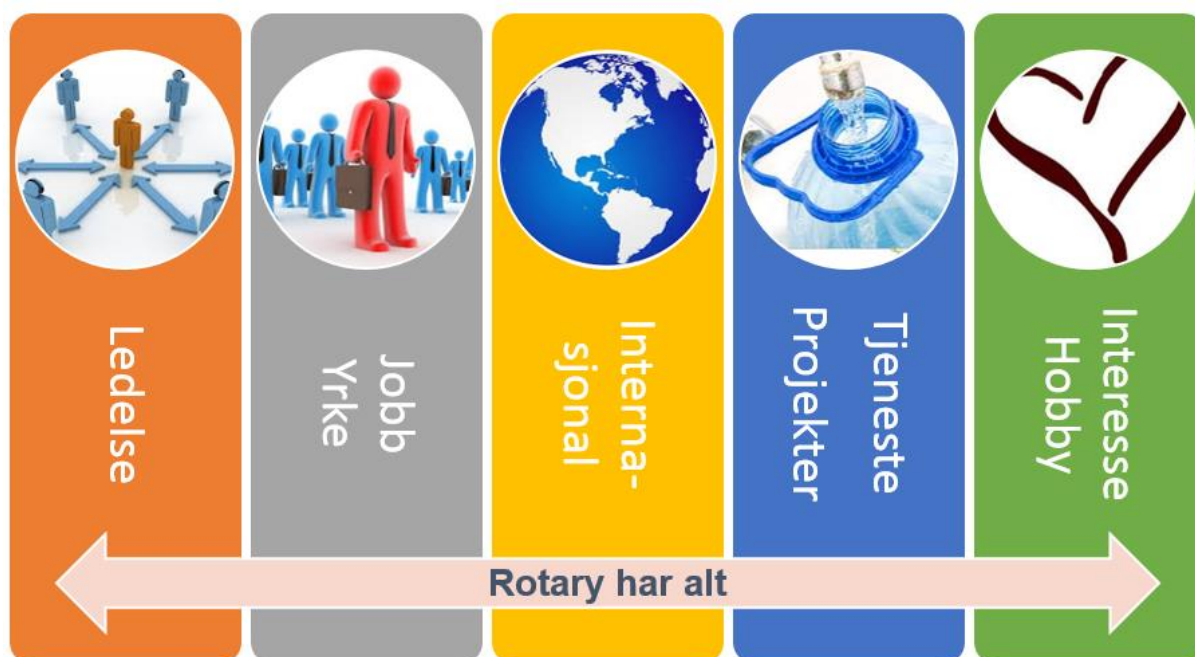 Ledelse
Jobb
Yrke
Interna-
sjonal
Tjeneste
Projekter
Interesse
Hobby
Rotary har alt